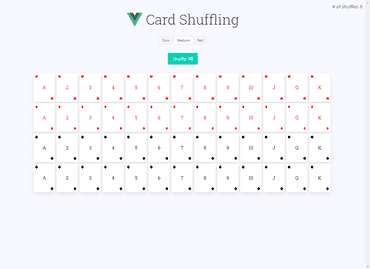 # of Shuffles: 0
Card Shuffling
Slow Medium Fast
Shuffle
A 2 3 4 5 6 7 8 9 10 J Q K
A 2 3 4 5 6 7 8 9 10 J Q K
A 2 3 4 5 6 7 8 9 10 J Q K
A 2 3 4 5 6 7 8 9 10 J Q K